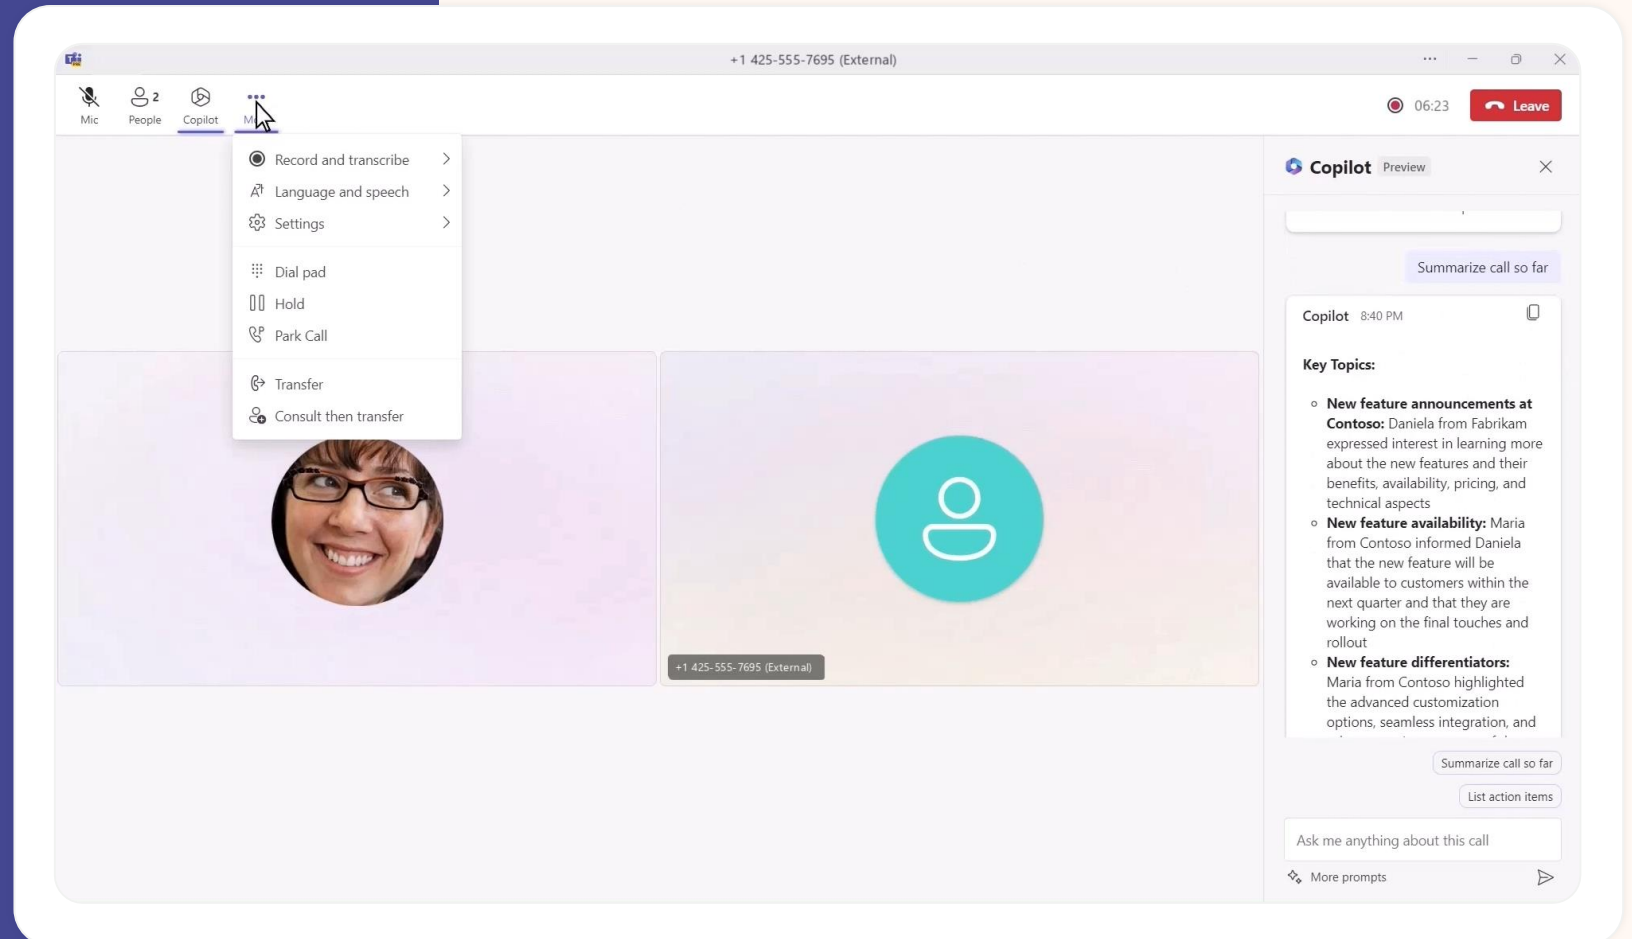 +1 425-555-7695 (External)
Mic
People
2
Copilot
06:23
Leave
Record and transcribe
Language and speech
Settings
Dial pad
Hold
Park Call
Transfer
Consult then transfer
+1 425-555-7695 (External)
Copilot Preview
Summarize call so far
Copilot 8:40 PM
Key Topics:
New feature announcements at
Contoso: Daniela from Fabrikam
expressed interest in learning more
about the new features and their
benefits, availability, pricing, and
technical aspects
New feature availability: Maria
from Contoso informed Daniela
that the new feature will be
available to customers within the
next quarter and that they are
working on the final touches and
rollout
New feature differentiators:
Maria from Contoso highlighted
the advanced customization
options, seamless integration, and
Summarize call so far
List action items
Ask me anything about this call
More prompts